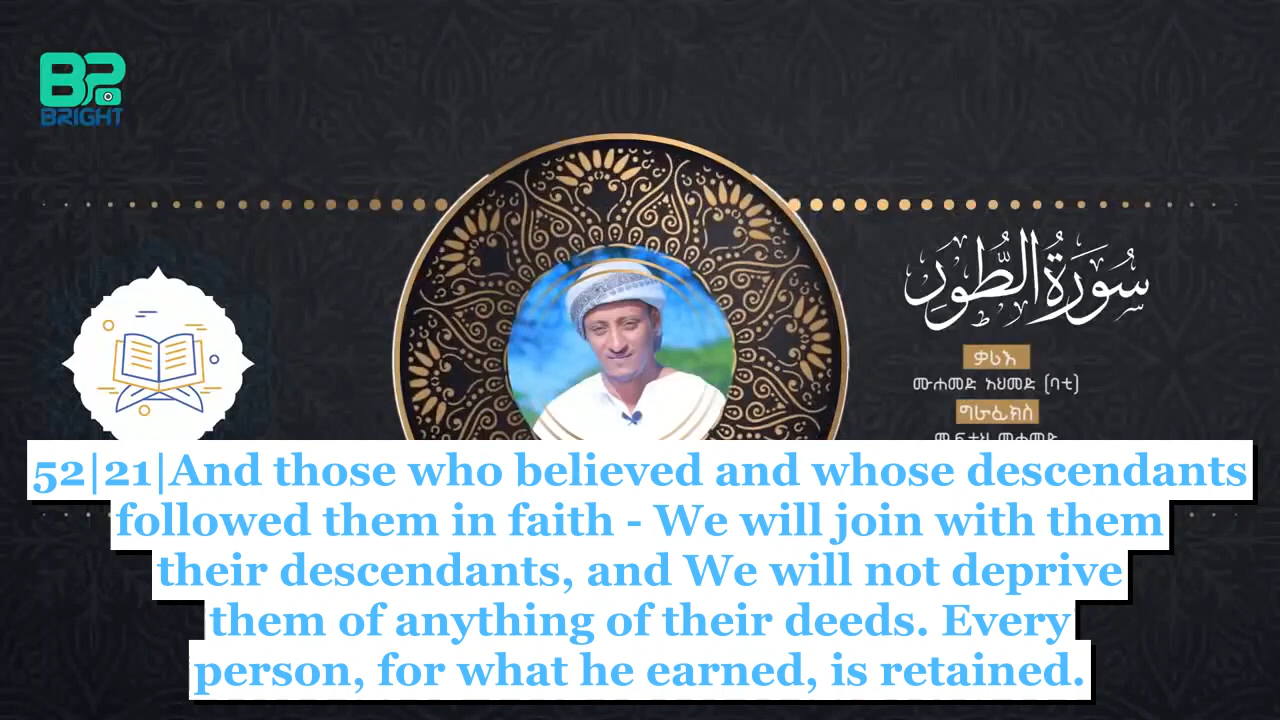 BRIGHT
سُورَةُ الطُّورِ
ቃሪእ
ሙሐመድ አህመድ (ባቲ)
ግራፊክስ
52|21|And those who believed and whose descendants
followed them in faith - We will join with them
their descendants, and We will not deprive
them of anything of their deeds. Every
person, for what he earned, is retained.